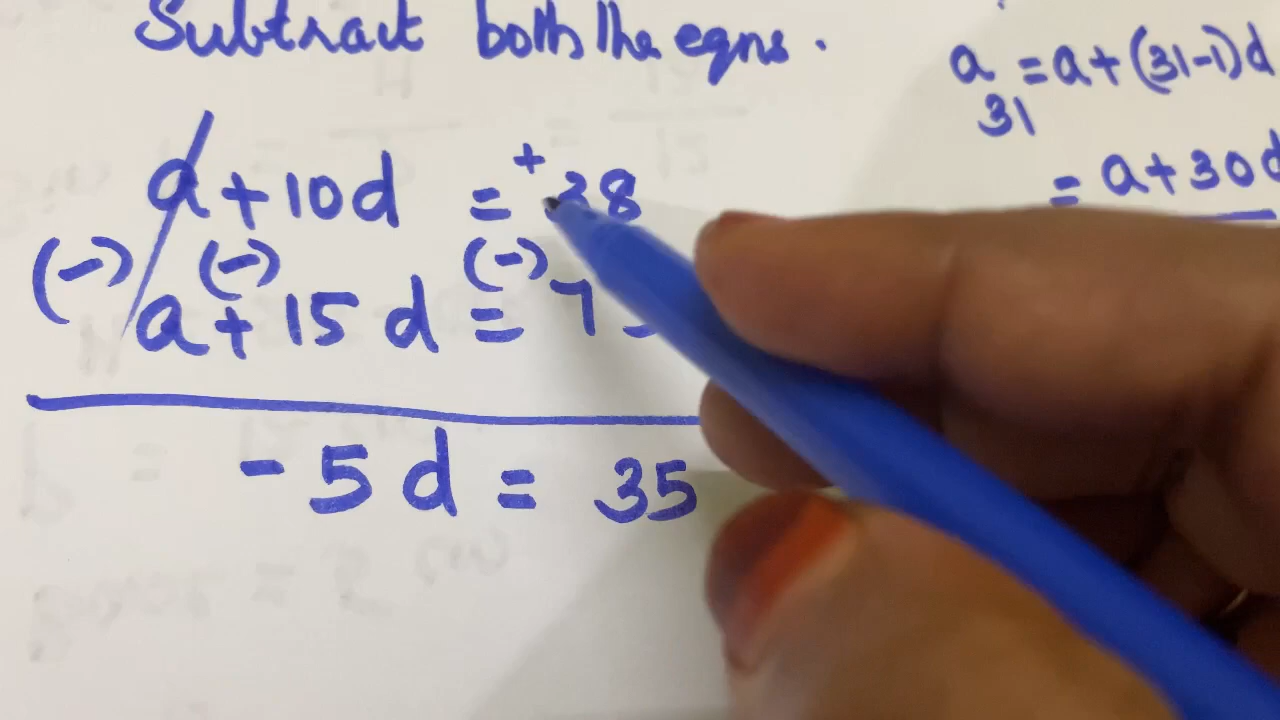 Subtract both the eqns.
a + 10d = + 38
(-) (-) (-)
a + 15d = 7
- 5d = 35
a = a + (31-1)d
31
= a + 30d